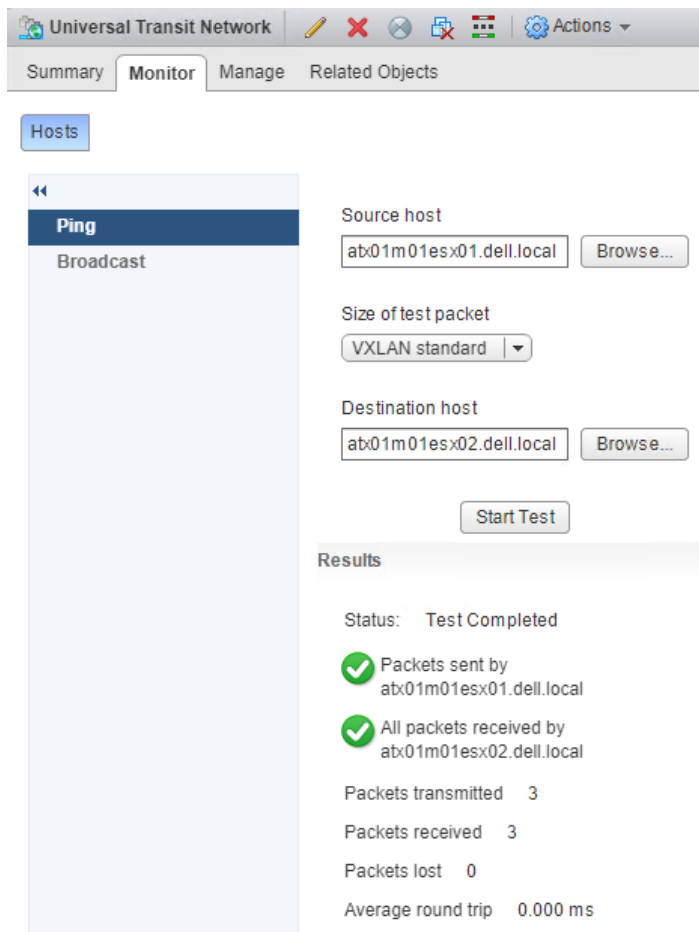 Universal Transit Network Actions
Summary Monitor Manage Related Objects
Hosts
Ping
Broadcast
Source host
atx01m01esx01.dell.local Browse...
Size of test packet
VXLAN standard
Destination host
atx01m01esx02.dell.local Browse...
Start Test
Results
Status: Test Completed
Packets sent by
atx01m01esx01.dell.local
All packets received by
atx01m01esx02.dell.local
Packets transmitted 3
Packets received 3
Packets lost 0
Average round trip 0.000 ms